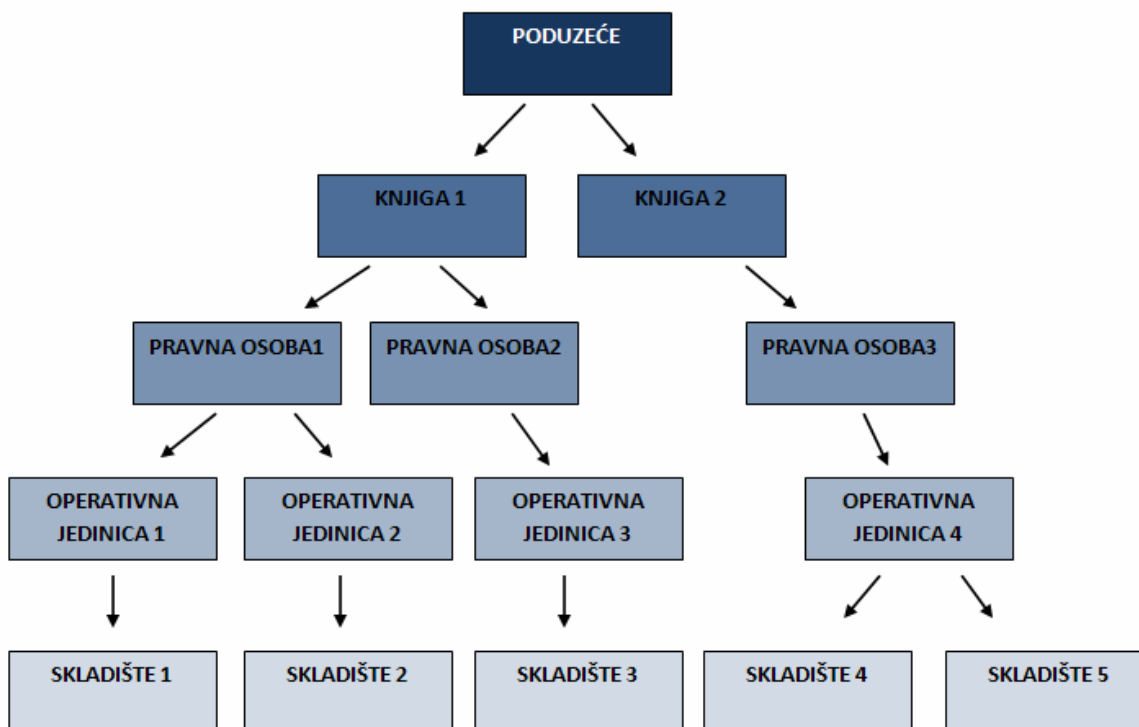 PODUZEĆE
KNJIGA 1
KNJIGA 2
PRAVNA OSOBA1
PRAVNA OSOBA2
PRAVNA OSOBA3
OPERATIVNA
JEDINICA 1
OPERATIVNA
JEDINICA 2
OPERATIVNA
JEDINICA 3
OPERATIVNA
JEDINICA 4
SKLADIŠTE 1
SKLADIŠTE 2
SKLADIŠTE 3
SKLADIŠTE 4
SKLADIŠTE 5